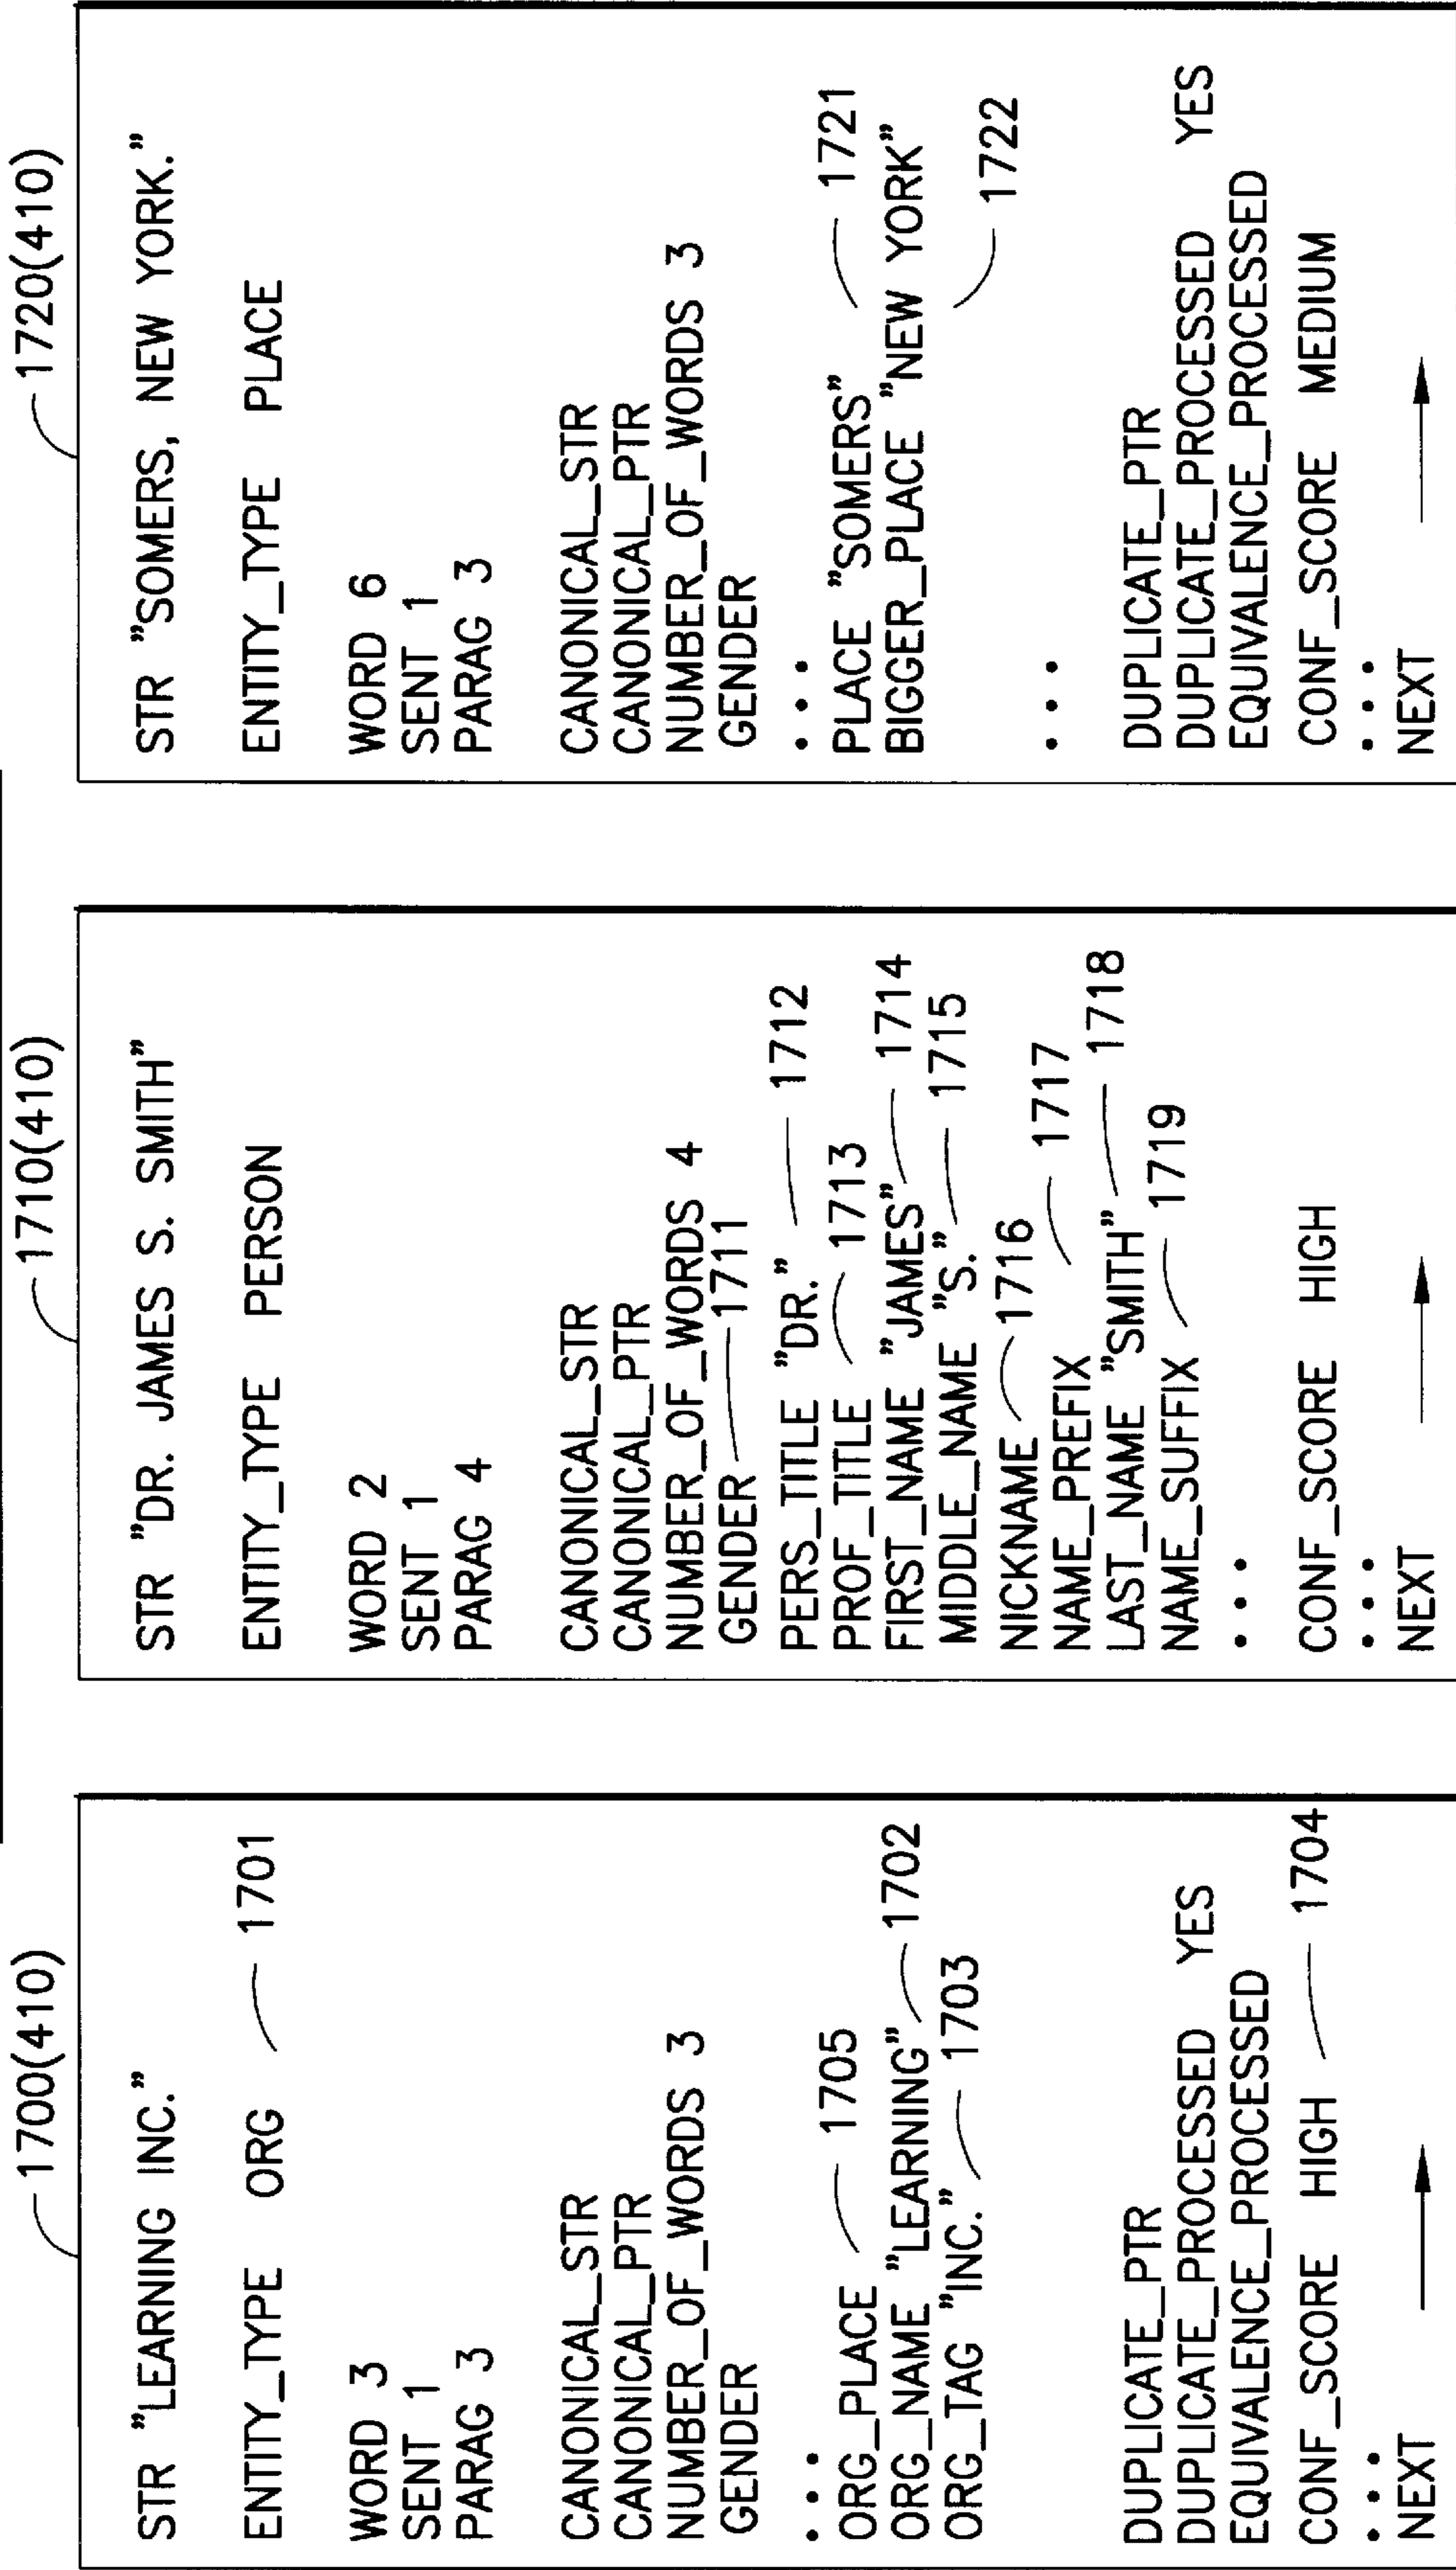 1700(410)
STR "LEARNING INC."
ENTITY_TYPE ORG 1701
WORD 3
SENT 1
PARAG 3
CANONICAL_STR
CANONICAL_PTR
NUMBER_OF_WORDS 3
GENDER
•••
ORG_PLACE 1705
ORG_NAME "LEARNING" 1702
ORG_TAG "INC." 1703
DUPLICATE_PTR
DUPLICATE_PROCESSED YES
EQUIVALENCE_PROCESSED
CONF_SCORE HIGH 1704
•••
NEXT
1710(410)
STR "DR. JAMES S. SMITH"
ENTITY_TYPE PERSON
WORD 2
SENT 1
PARAG 4
CANONICAL_STR
CANONICAL_PTR
NUMBER_OF_WORDS 4
GENDER 1711
PERS_TITLE "DR." 1712
PROF_TITLE 1713
FIRST_NAME "JAMES" 1714
MIDDLE_NAME "S." 1715
NICKNAME 1716
NAME_PREFIX 1717
LAST_NAME "SMITH" 1718
NAME_SUFFIX 1719
•••
CONF_SCORE HIGH
•••
NEXT
1720(410)
STR "SOMERS, NEW YORK."
ENTITY_TYPE PLACE
WORD 6
SENT 1
PARAG 3
CANONICAL_STR
CANONICAL_PTR
NUMBER_OF_WORDS 3
GENDER
•••
PLACE "SOMERS" 1721
BIGGER_PLACE "NEW YORK"
1722
•••
DUPLICATE_PTR
DUPLICATE_PROCESSED YES
EQUIVALENCE_PROCESSED
CONF_SCORE MEDIUM
•••
NEXT